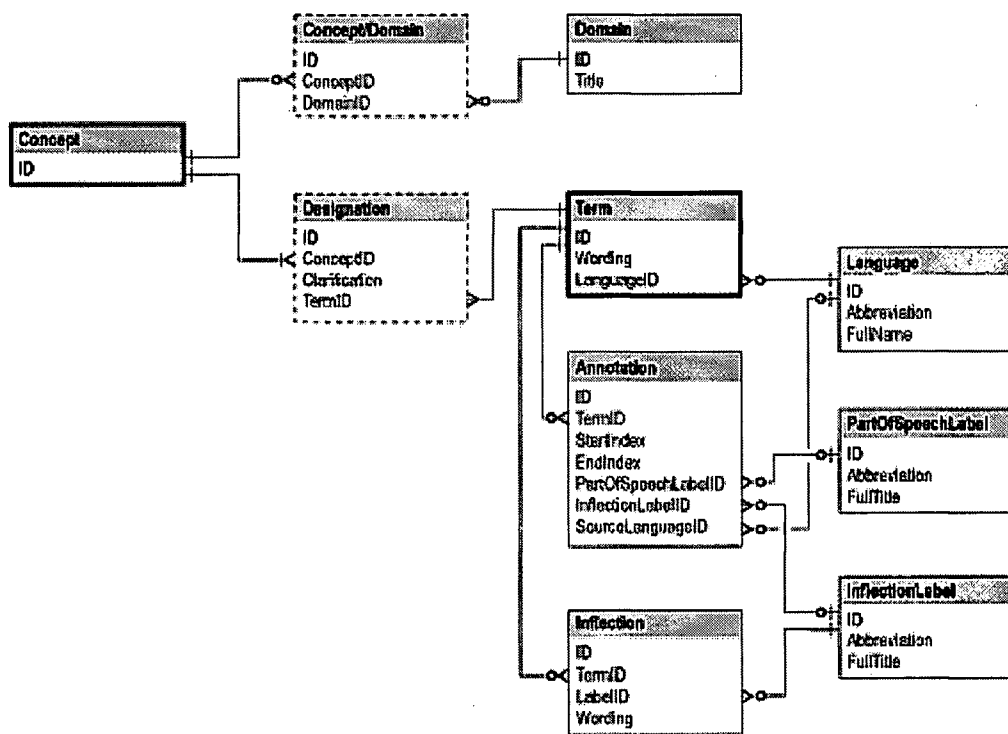 Concept
ID
ConceptDomain
ID
ConceptID
DomainID
Domain
ID
Title
Designation
ID
ConceptID
Clarification
TermID
Term
ID
Wording
LanguageID
Language
ID
Abbreviation
FullName
Annotation
ID
TermID
StartIndex
EndIndex
PartOfSpeechLabelID
InflectionLabelID
SourceLanguageID
PartOfSpeechLabel
ID
Abbreviation
FullTitle
Inflection
ID
TermID
LabelID
Wording
InflectionLabel
ID
Abbreviation
FullTitle